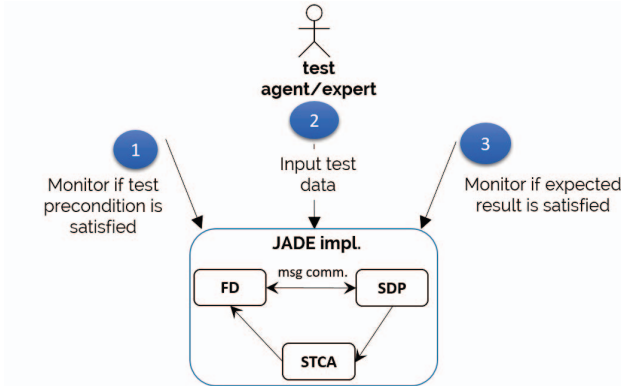 test
agent/expert
1
Monitor if test
precondition is
satisfied
2
Input test
data
3
Monitor if expected
result is satisfied
JADE impl.
FD
msg comm.
SDP
STCA